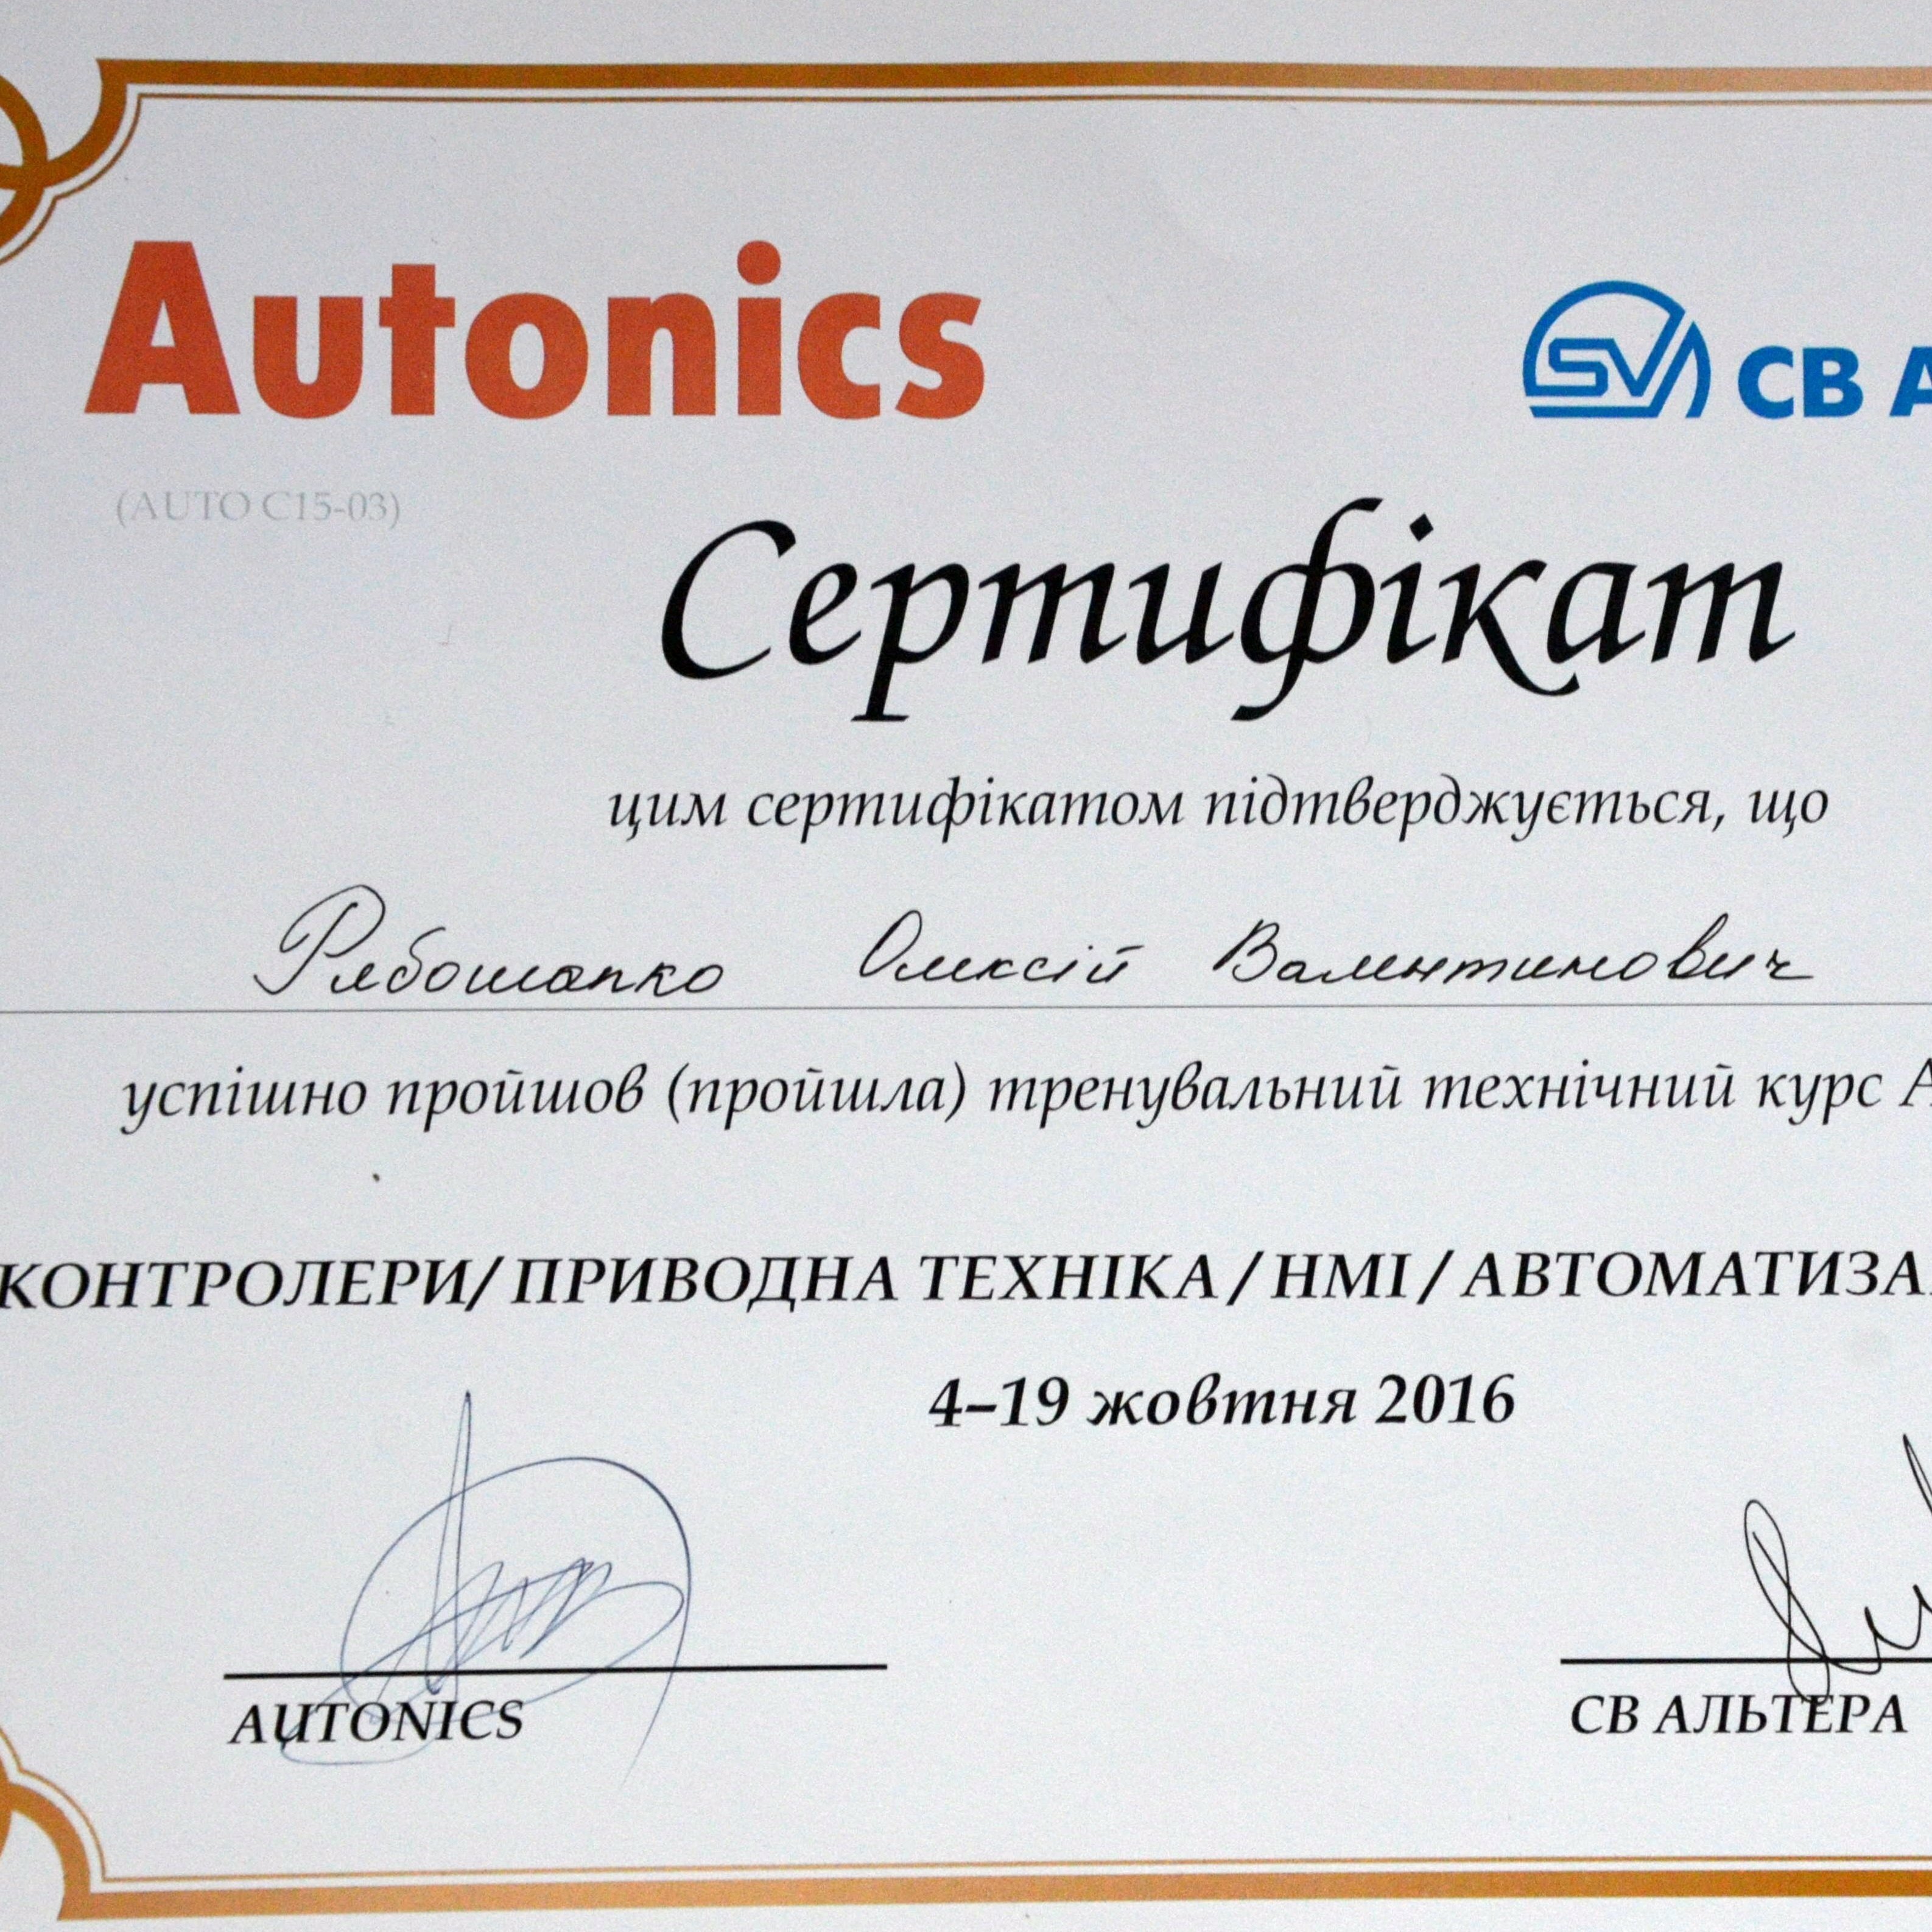 Autonics
SV СВ А
(AUTO C15-03)
Сертифікат
цим сертифікатом підтверджується, що
Рябошапко Олексій Валентинович
успішно пройшов (пройшла) тренувальний технічний курс А
КОНТРОЛЕРИ/ ПРИВОДНА ТЕХНІКА / HMI / АВТОМАТИЗА
4–19 жовтня 2016
AUTONICS
СВ АЛЬТЕРА